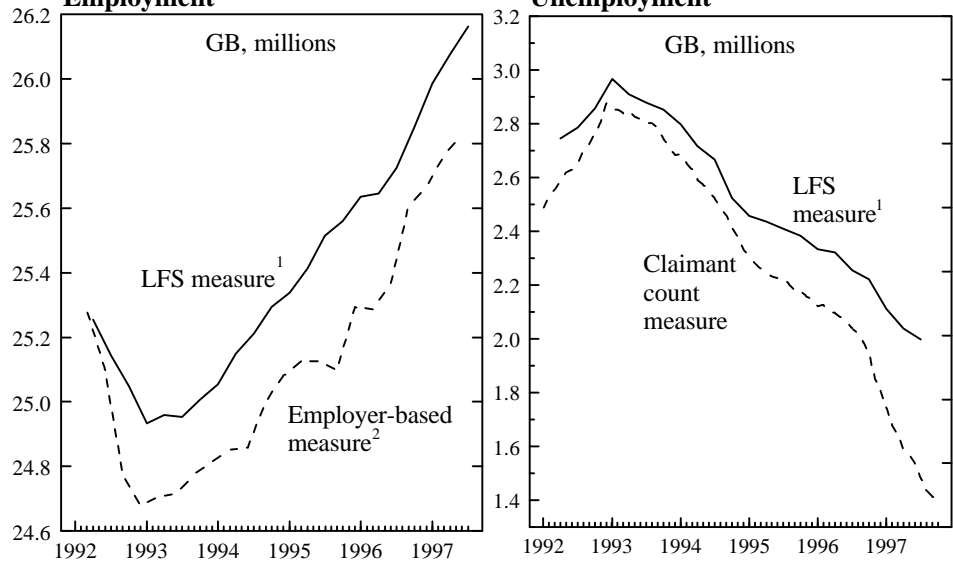 Employment
26.2
26.0
25.8
25.6
25.4
25.2
25.0
24.8
24.6
GB, millions
LFS measure1
Employer-based
measure2
1992 1993 1994 1995 1996 1997
Unemployment
3.2
3.0
2.8
2.6
2.4
2.2
2.0
1.8
1.6
1.4
GB, millions
LFS
measure1
Claimant
count
measure
1992 1993 1994 1995 1996 1997